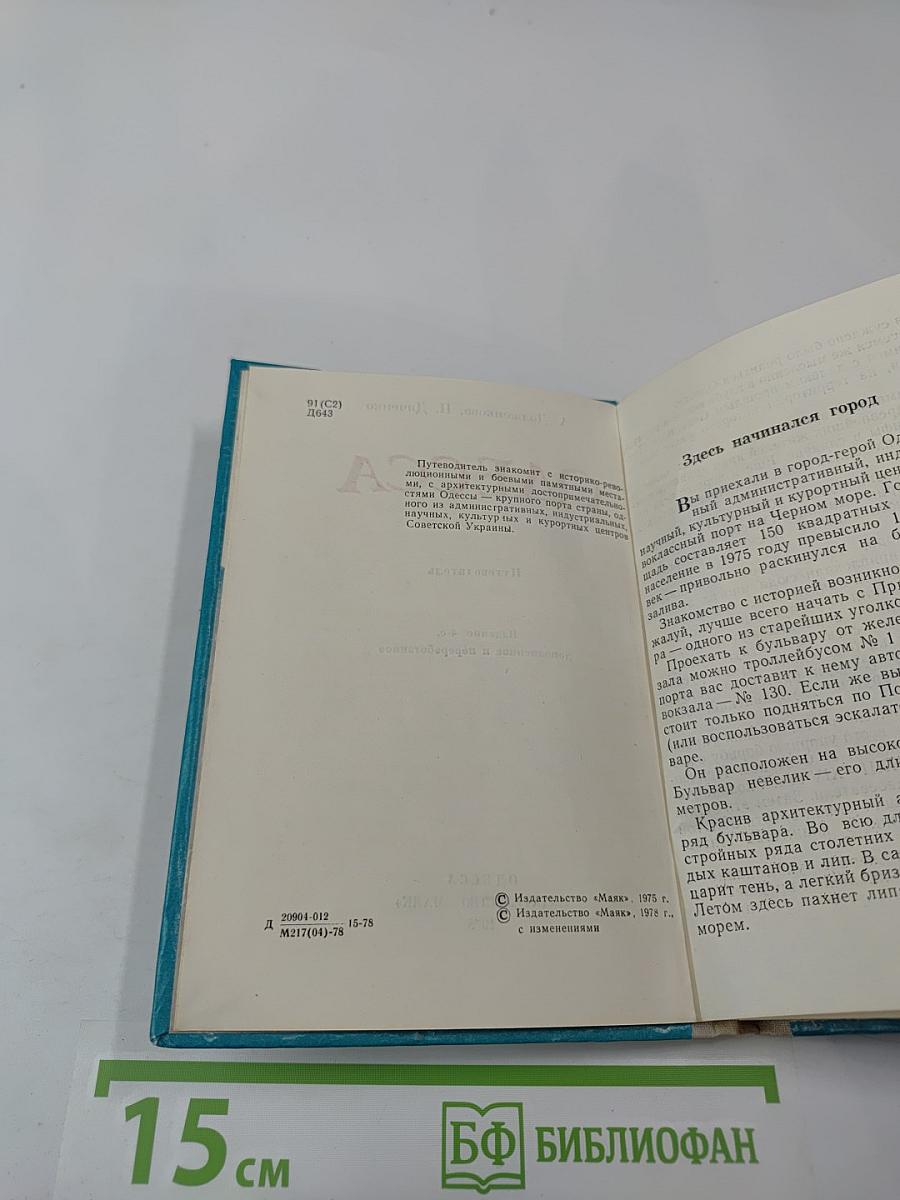 91(С2)
Д643
Путеводитель знакомит с историко-рево-
люционными и боевыми памятными места-
ми, с архитектурными достопримечательно-
стями Одессы — крупного порта страны, од-
ного из административных, индустриальных,
научных, культурных и курортных центров
Советской Украины.
Д 20904-012 15-78
М217(04)-78
© Издательство «Маяк», 1975 г.
© Издательство «Маяк», 1978 г.,
с изменениями
Здесь начинался город
Вы приехали в город-герой Од
ный административный, инд
научный, культурный и курортный цен
воклассный порт на Черном море. Го
щадь составляет 150 квадратных
население в 1975 году превысило 1
век — привольно раскинулся на б
залива.
Знакомство с историей возникно
жалуй, лучше всего начать с При
ра — одного из старейших уголко
Проехать к бульвару от желе
зала можно троллейбусом № 1
порта вас доставит к нему авто
вокзала — № 130. Если же вы
стоит только подняться по По
(или воспользоваться эскалат
варе.
Он расположен на высоко
Бульвар невелик — его дли
метров.
Красив архитектурный а
ряд бульвара. Во всю дл
стройных ряда столетних
дых каштанов и лип. В са
царит тень, а легкий бриз
Летом здесь пахнет лип
морем.
15 см
БФ БИБЛИОФАН